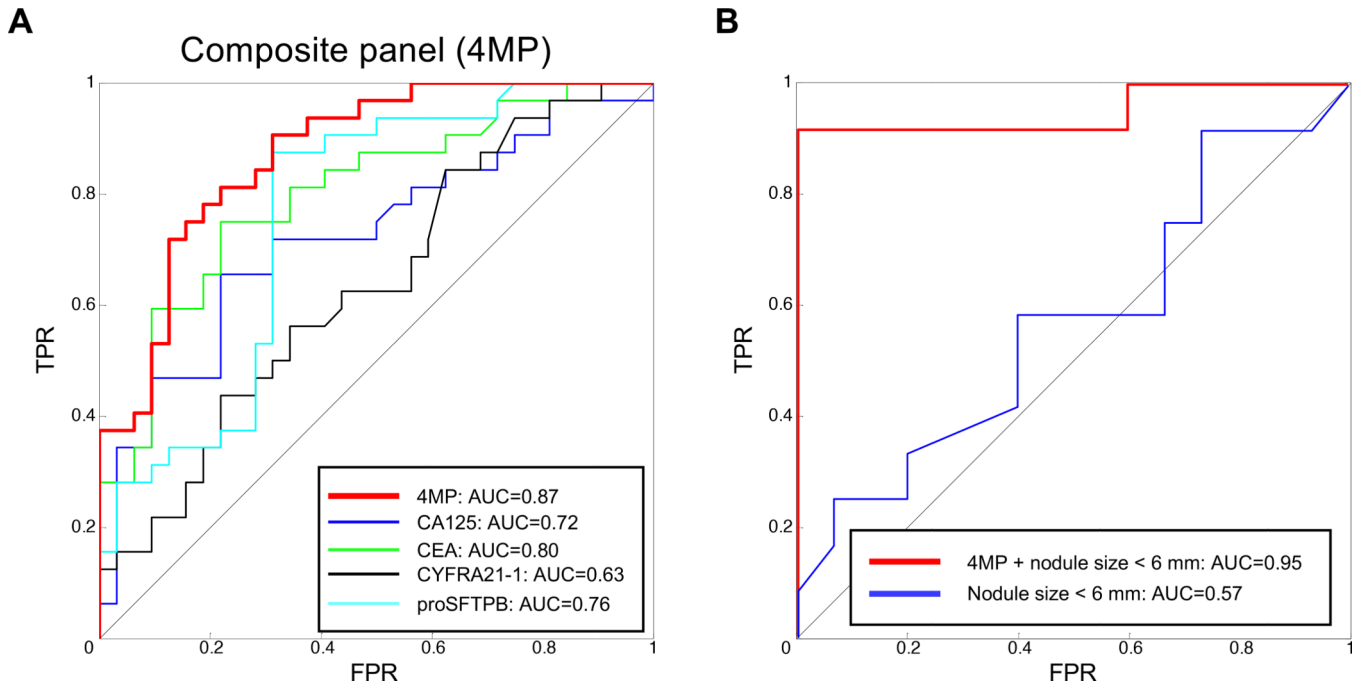 A
Composite panel (4MP)
1
0.8
0.6
0.4
0.2
0
0.2
0.4
0.6
0.8
1
TPR
FPR
4MP: AUC=0.87
CA125: AUC=0.72
CEA: AUC=0.80
CYFRA21-1: AUC=0.63
proSFTPB: AUC=0.76
B
1
0.8
0.6
0.4
0.2
0
0
0.2
0.4
0.6
0.8
1
TPR
FPR
4MP + nodule size < 6 mm: AUC=0.95
Nodule size < 6 mm: AUC=0.57